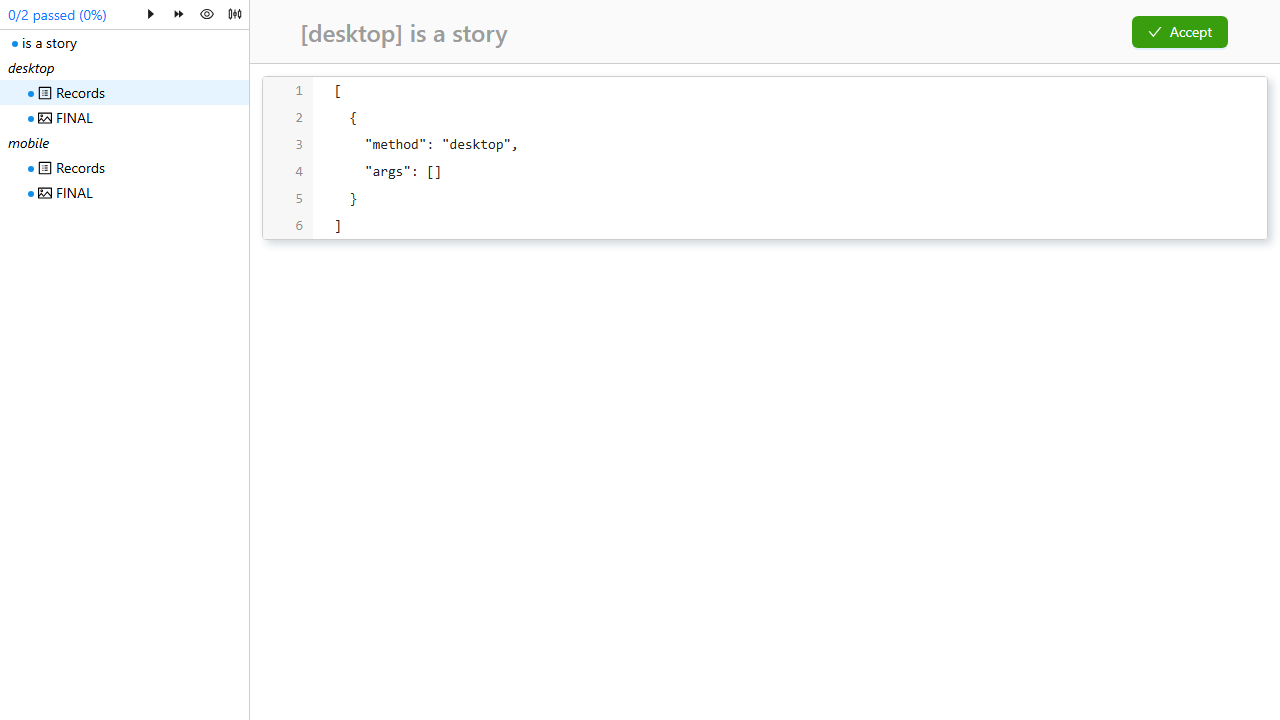 0/2 passed (0%)
is a story
desktop
Records
FINAL
mobile
Records
FINAL
[desktop] is a story
Accept
1 [
2 {
3 "method": "desktop",
4 "args": []
5 }
6 ]